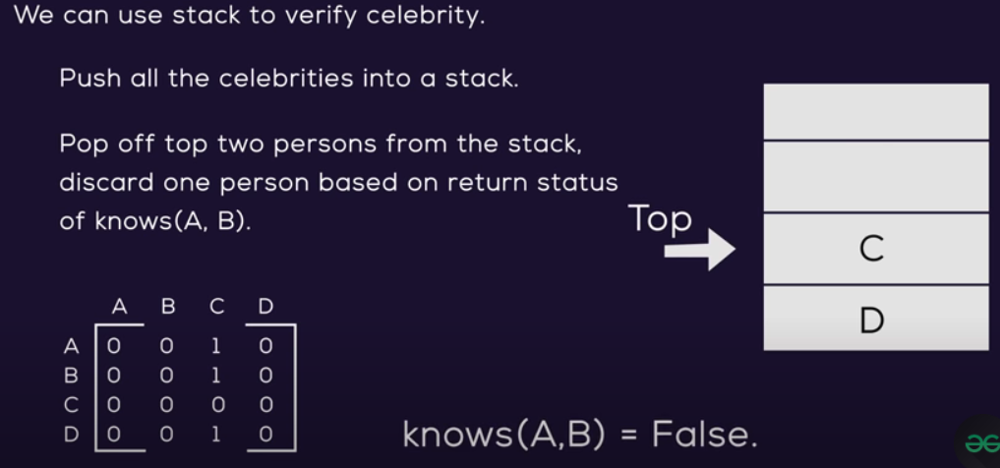 We can use stack to verify celebrity.
Push all the celebrities into a stack.
Pop off top two persons from the stack,
discard one person based on return status
of knows(A, B).
Top
C
D
A B C D
A 0 0 1 0
B 0 0 1 0
C 0 0 0 0
D 0 0 1 0
knows(A,B) = False.